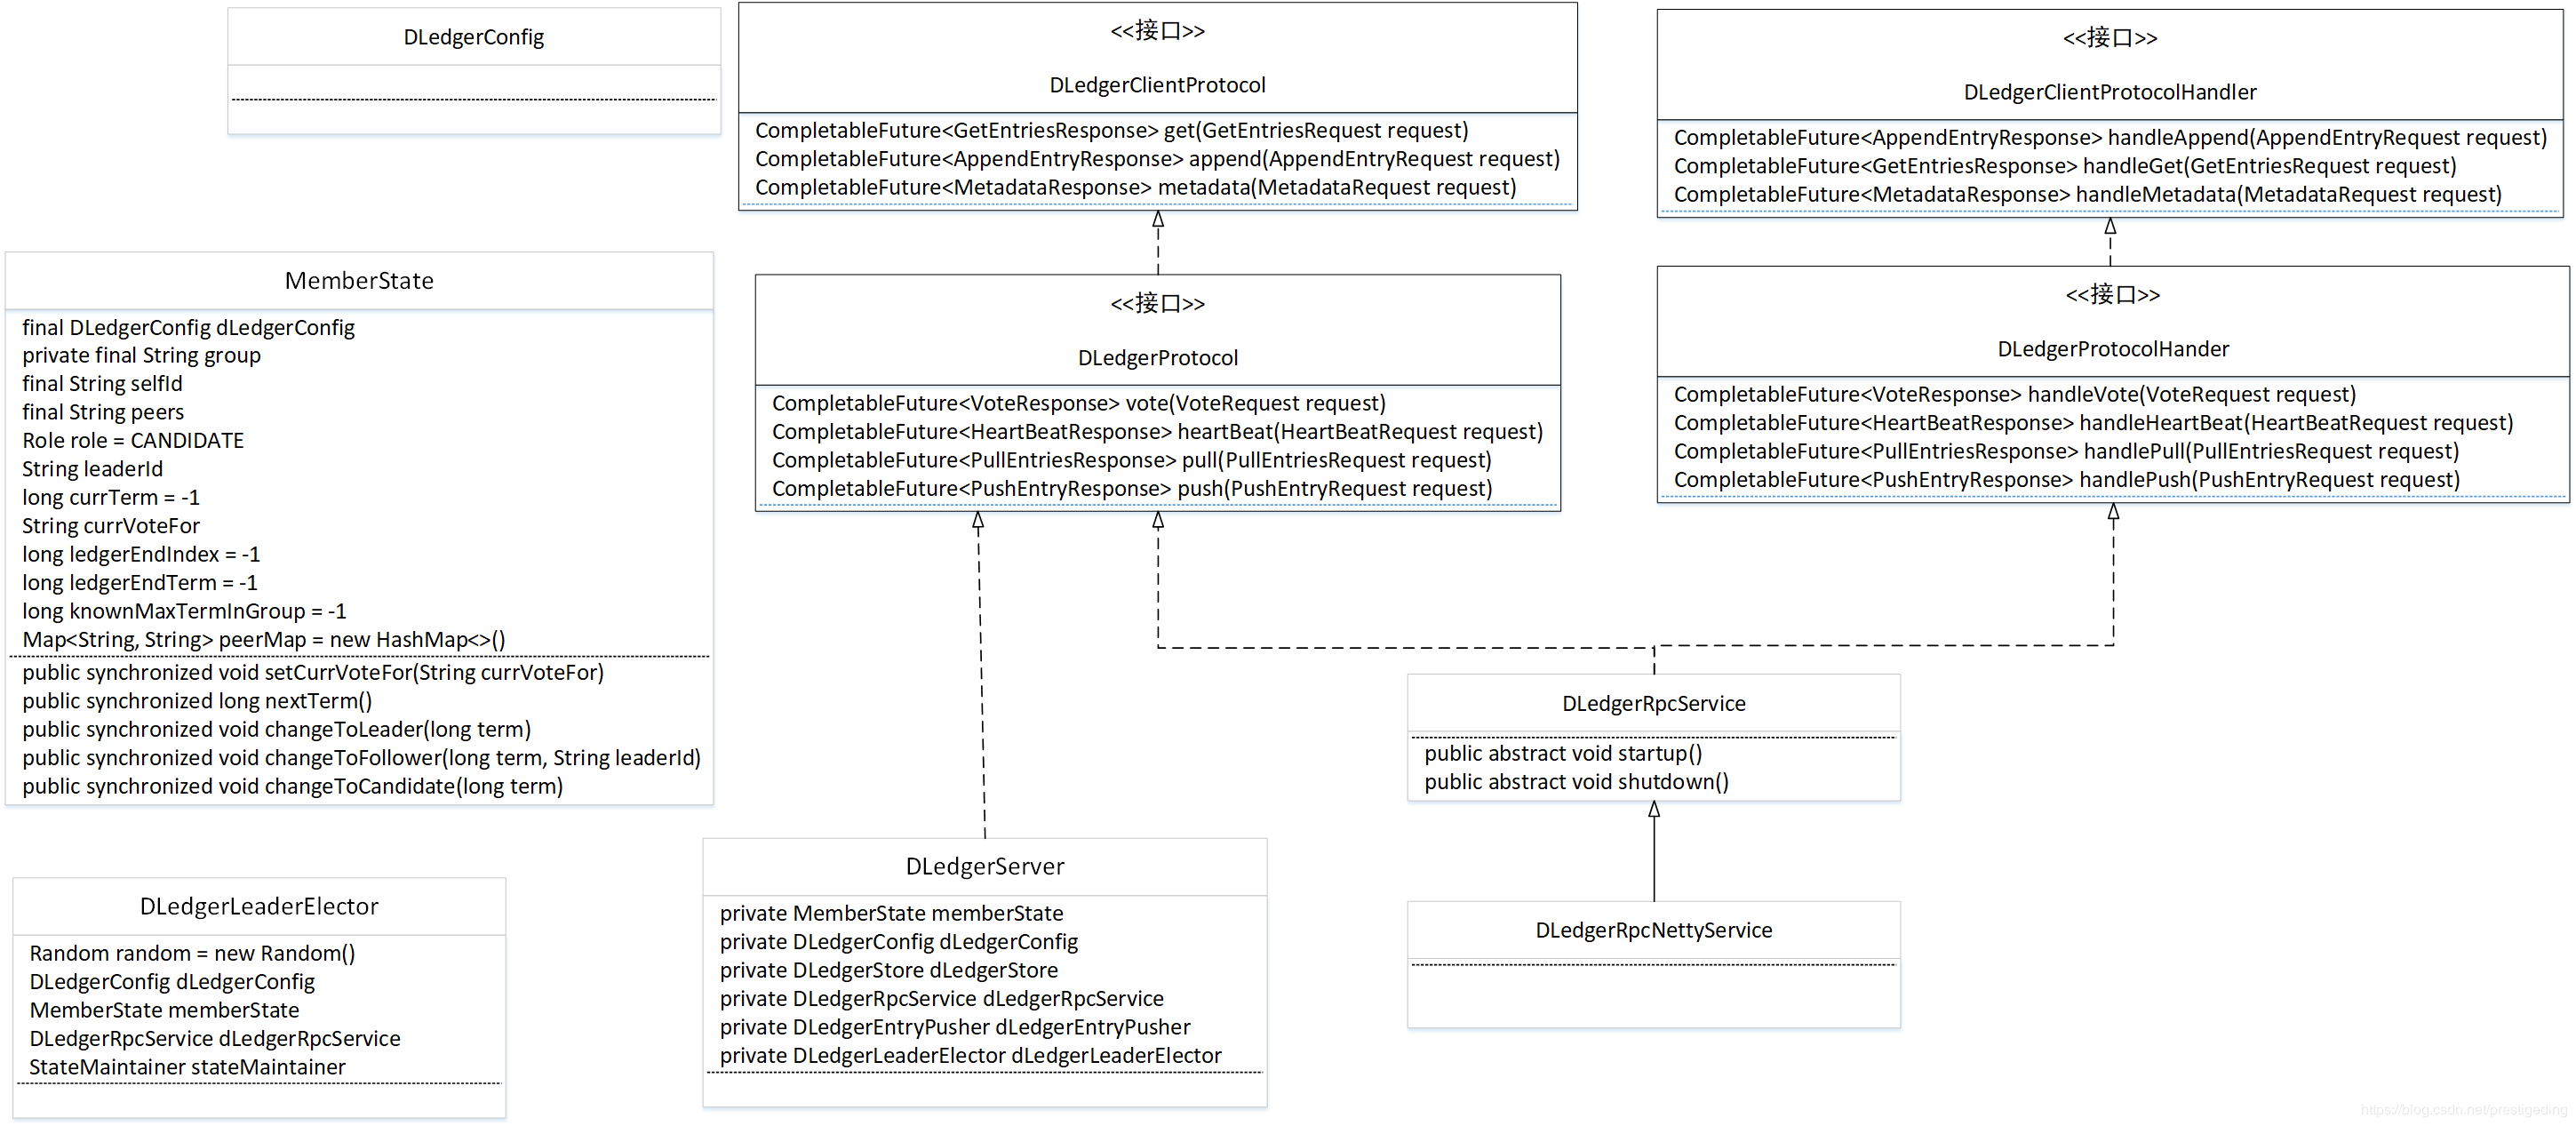 DLedgerConfig
<<接口>>
DLedgerClientProtocol
CompletableFuture<GetEntriesResponse> get(GetEntriesRequest request)
CompletableFuture<AppendEntryResponse> append(AppendEntryRequest request)
CompletableFuture<MetadataResponse> metadata(MetadataRequest request)
<<接口>>
DLedgerClientProtocolHandler
CompletableFuture<AppendEntryResponse> handleAppend(AppendEntryRequest request)
CompletableFuture<GetEntriesResponse> handleGet(GetEntriesRequest request)
CompletableFuture<MetadataResponse> handleMetadata(MetadataRequest request)
MemberState
final DLedgerConfig dLedgerConfig
private final String group
final String selfId
final String peers
Role role = CANDIDATE
String leaderId
long currTerm = -1
String currVoteFor
long ledgerEndIndex = -1
long ledgerEndTerm = -1
long knownMaxTermInGroup = -1
Map<String, String> peerMap = new HashMap<>()
public synchronized void setCurrVoteFor(String currVoteFor)
public synchronized long nextTerm()
public synchronized void changeToLeader(long term)
public synchronized void changeToFollower(long term, String leaderId)
public synchronized void changeToCandidate(long term)
<<接口>>
DLedgerProtocol
CompletableFuture<VoteResponse> vote(VoteRequest request)
CompletableFuture<HeartBeatResponse> heartBeat(HeartBeatRequest request)
CompletableFuture<PullEntriesResponse> pull(PullEntriesRequest request)
CompletableFuture<PushEntryResponse> push(PushEntryRequest request)
<<接口>>
DLedgerProtocolHander
CompletableFuture<VoteResponse> handleVote(VoteRequest request)
CompletableFuture<HeartBeatResponse> handleHeartBeat(HeartBeatRequest request)
CompletableFuture<PullEntriesResponse> handlePull(PullEntriesRequest request)
CompletableFuture<PushEntryResponse> handlePush(PushEntryRequest request)
DLedgerRpcService
public abstract void startup()
public abstract void shutdown()
DLedgerLeaderElector
Random random = new Random()
DLedgerConfig dLedgerConfig
MemberState memberState
DLedgerRpcService dLedgerRpcService
StateMaintainer stateMaintainer
DLedgerServer
private MemberState memberState
private DLedgerConfig dLedgerConfig
private DLedgerStore dLedgerStore
private DLedgerRpcService dLedgerRpcService
private DLedgerEntryPusher dLedgerEntryPusher
private DLedgerLeaderElector dLedgerLeaderElector
DLedgerRpcNettyService
https://blog.csdn.net/prestigeding